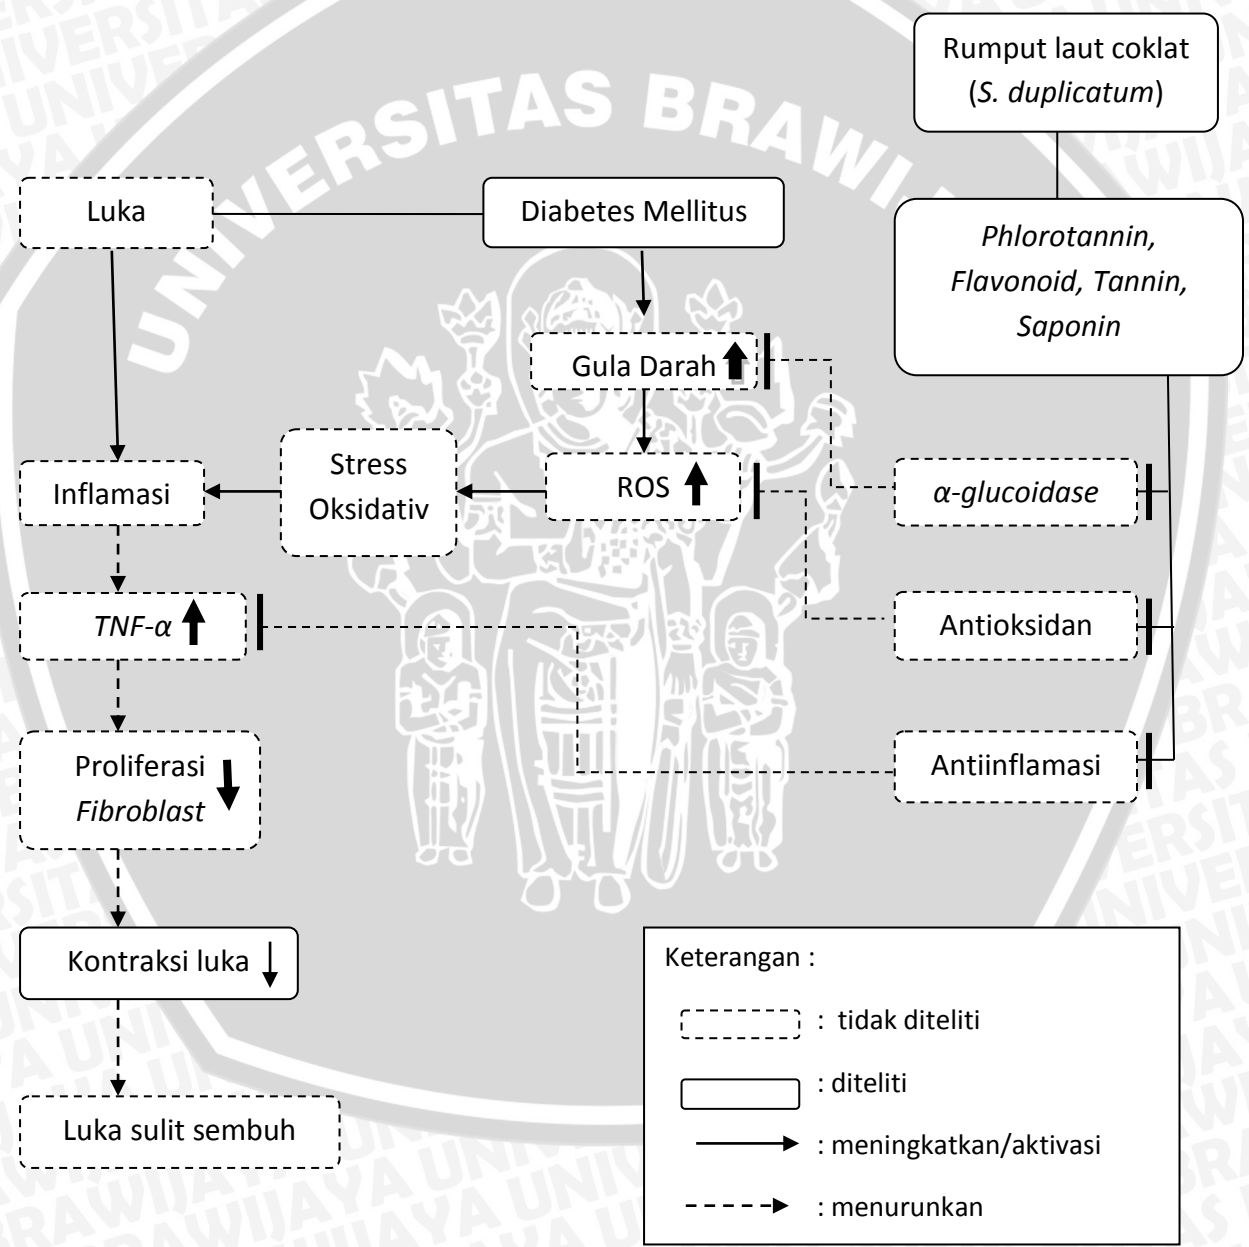 Rumput laut coklat
(S. duplicatum)
UNIVERSITAS BRAWIJ
Luka
Diabetes Mellitus
Phlorotannin,
Flavonoid, Tannin,
Saponin
Gula Darah
Stress
Oksidativ
ROS
Inflamasi
α-glucoidase
TNF-α
Antioksidan
Proliferasi
Fibroblast
Antiinflamasi
Kontraksi luka
Luka sulit sembuh
Keterangan :
: tidak diteliti
: diteliti
: meningkatkan/aktivasi
: menurunkan